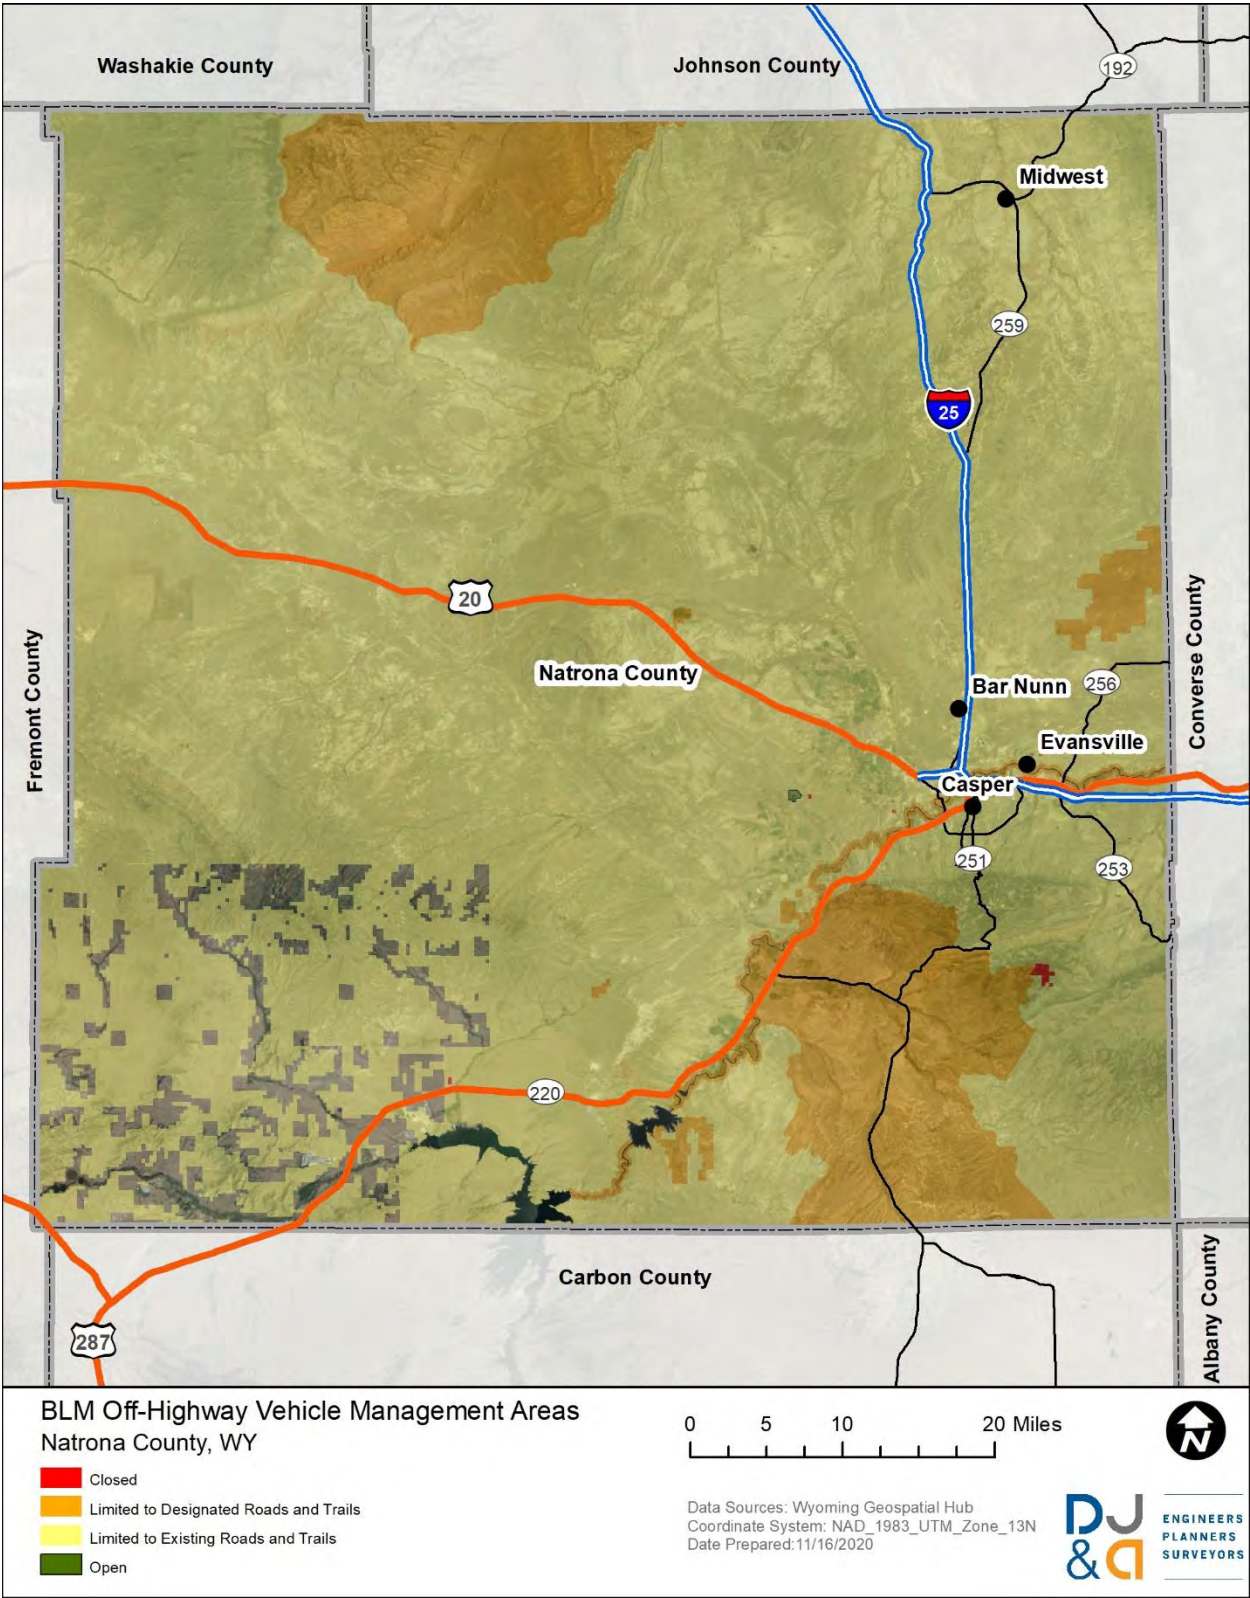 Washakie County
Johnson County
192
Midwest
259
25
20
Natrona County
Bar Nunn
256
Evansville
Casper
251
253
220
Fremont County
Converse County
Carbon County
Albany County
287
BLM Off-Highway Vehicle Management Areas
Natrona County, WY
Closed
Limited to Designated Roads and Trails
Limited to Existing Roads and Trails
Open
0 5 10 20 Miles
N
Data Sources: Wyoming Geospatial Hub
Coordinate System: NAD_1983_UTM_Zone_13N
Date Prepared:11/16/2020
DJ
&A
ENGINEERS
PLANNERS
SURVEYORS